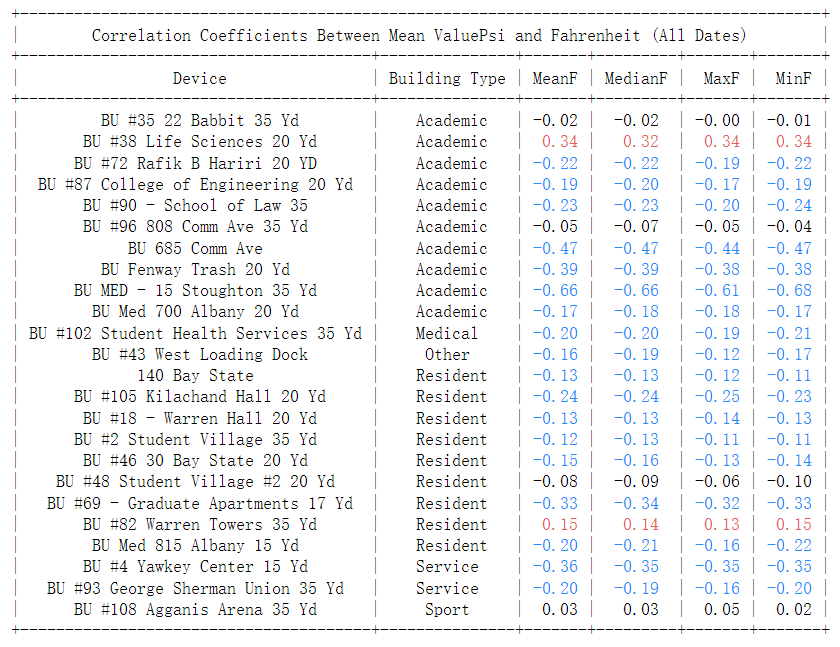 Correlation Coefficients Between Mean ValuePsi and Fahrenheit (All Dates)
Device | Building Type | MeanF | MedianF | MaxF | MinF
BU #35 22 Babbit 35 Yd | Academic | -0.02 | -0.02 | -0.00 | -0.01
BU #38 Life Sciences 20 Yd | Academic | 0.34 | 0.32 | 0.34 | 0.34
BU #72 Rafik B Hariri 20 YD | Academic | -0.22 | -0.22 | -0.19 | -0.22
BU #87 College of Engineering 20 Yd | Academic | -0.19 | -0.20 | -0.17 | -0.19
BU #90 - School of Law 35 | Academic | -0.23 | -0.23 | -0.20 | -0.24
BU #96 808 Comm Ave 35 Yd | Academic | -0.05 | -0.07 | -0.05 | -0.04
BU 685 Comm Ave | Academic | -0.47 | -0.47 | -0.44 | -0.47
BU Fenway Trash 20 Yd | Academic | -0.39 | -0.39 | -0.38 | -0.38
BU MED - 15 Stoughton 35 Yd | Academic | -0.66 | -0.66 | -0.61 | -0.68
BU Med 700 Albany 20 Yd | Academic | -0.17 | -0.18 | -0.18 | -0.17
BU #102 Student Health Services 35 Yd | Medical | -0.20 | -0.20 | -0.19 | -0.21
BU #43 West Loading Dock | Other | -0.16 | -0.19 | -0.12 | -0.17
140 Bay State | Resident | -0.13 | -0.13 | -0.12 | -0.11
BU #105 Kilachand Hall 20 Yd | Resident | -0.24 | -0.24 | -0.25 | -0.23
BU #18 - Warren Hall 20 Yd | Resident | -0.13 | -0.13 | -0.14 | -0.13
BU #2 Student Village 35 Yd | Resident | -0.12 | -0.13 | -0.11 | -0.11
BU #46 30 Bay State 20 Yd | Resident | -0.15 | -0.16 | -0.13 | -0.14
BU #48 Student Village #2 20 Yd | Resident | -0.08 | -0.09 | -0.06 | -0.10
BU #69 - Graduate Apartments 17 Yd | Resident | -0.33 | -0.34 | -0.32 | -0.33
BU #82 Warren Towers 35 Yd | Resident | 0.15 | 0.14 | 0.13 | 0.15
BU Med 815 Albany 15 Yd | Resident | -0.20 | -0.21 | -0.16 | -0.22
BU #4 Yawkey Center 15 Yd | Service | -0.36 | -0.35 | -0.35 | -0.35
BU #93 George Sherman Union 35 Yd | Service | -0.20 | -0.19 | -0.16 | -0.20
BU #108 Agganis Arena 35 Yd | Sport | 0.03 | 0.03 | 0.05 | 0.02